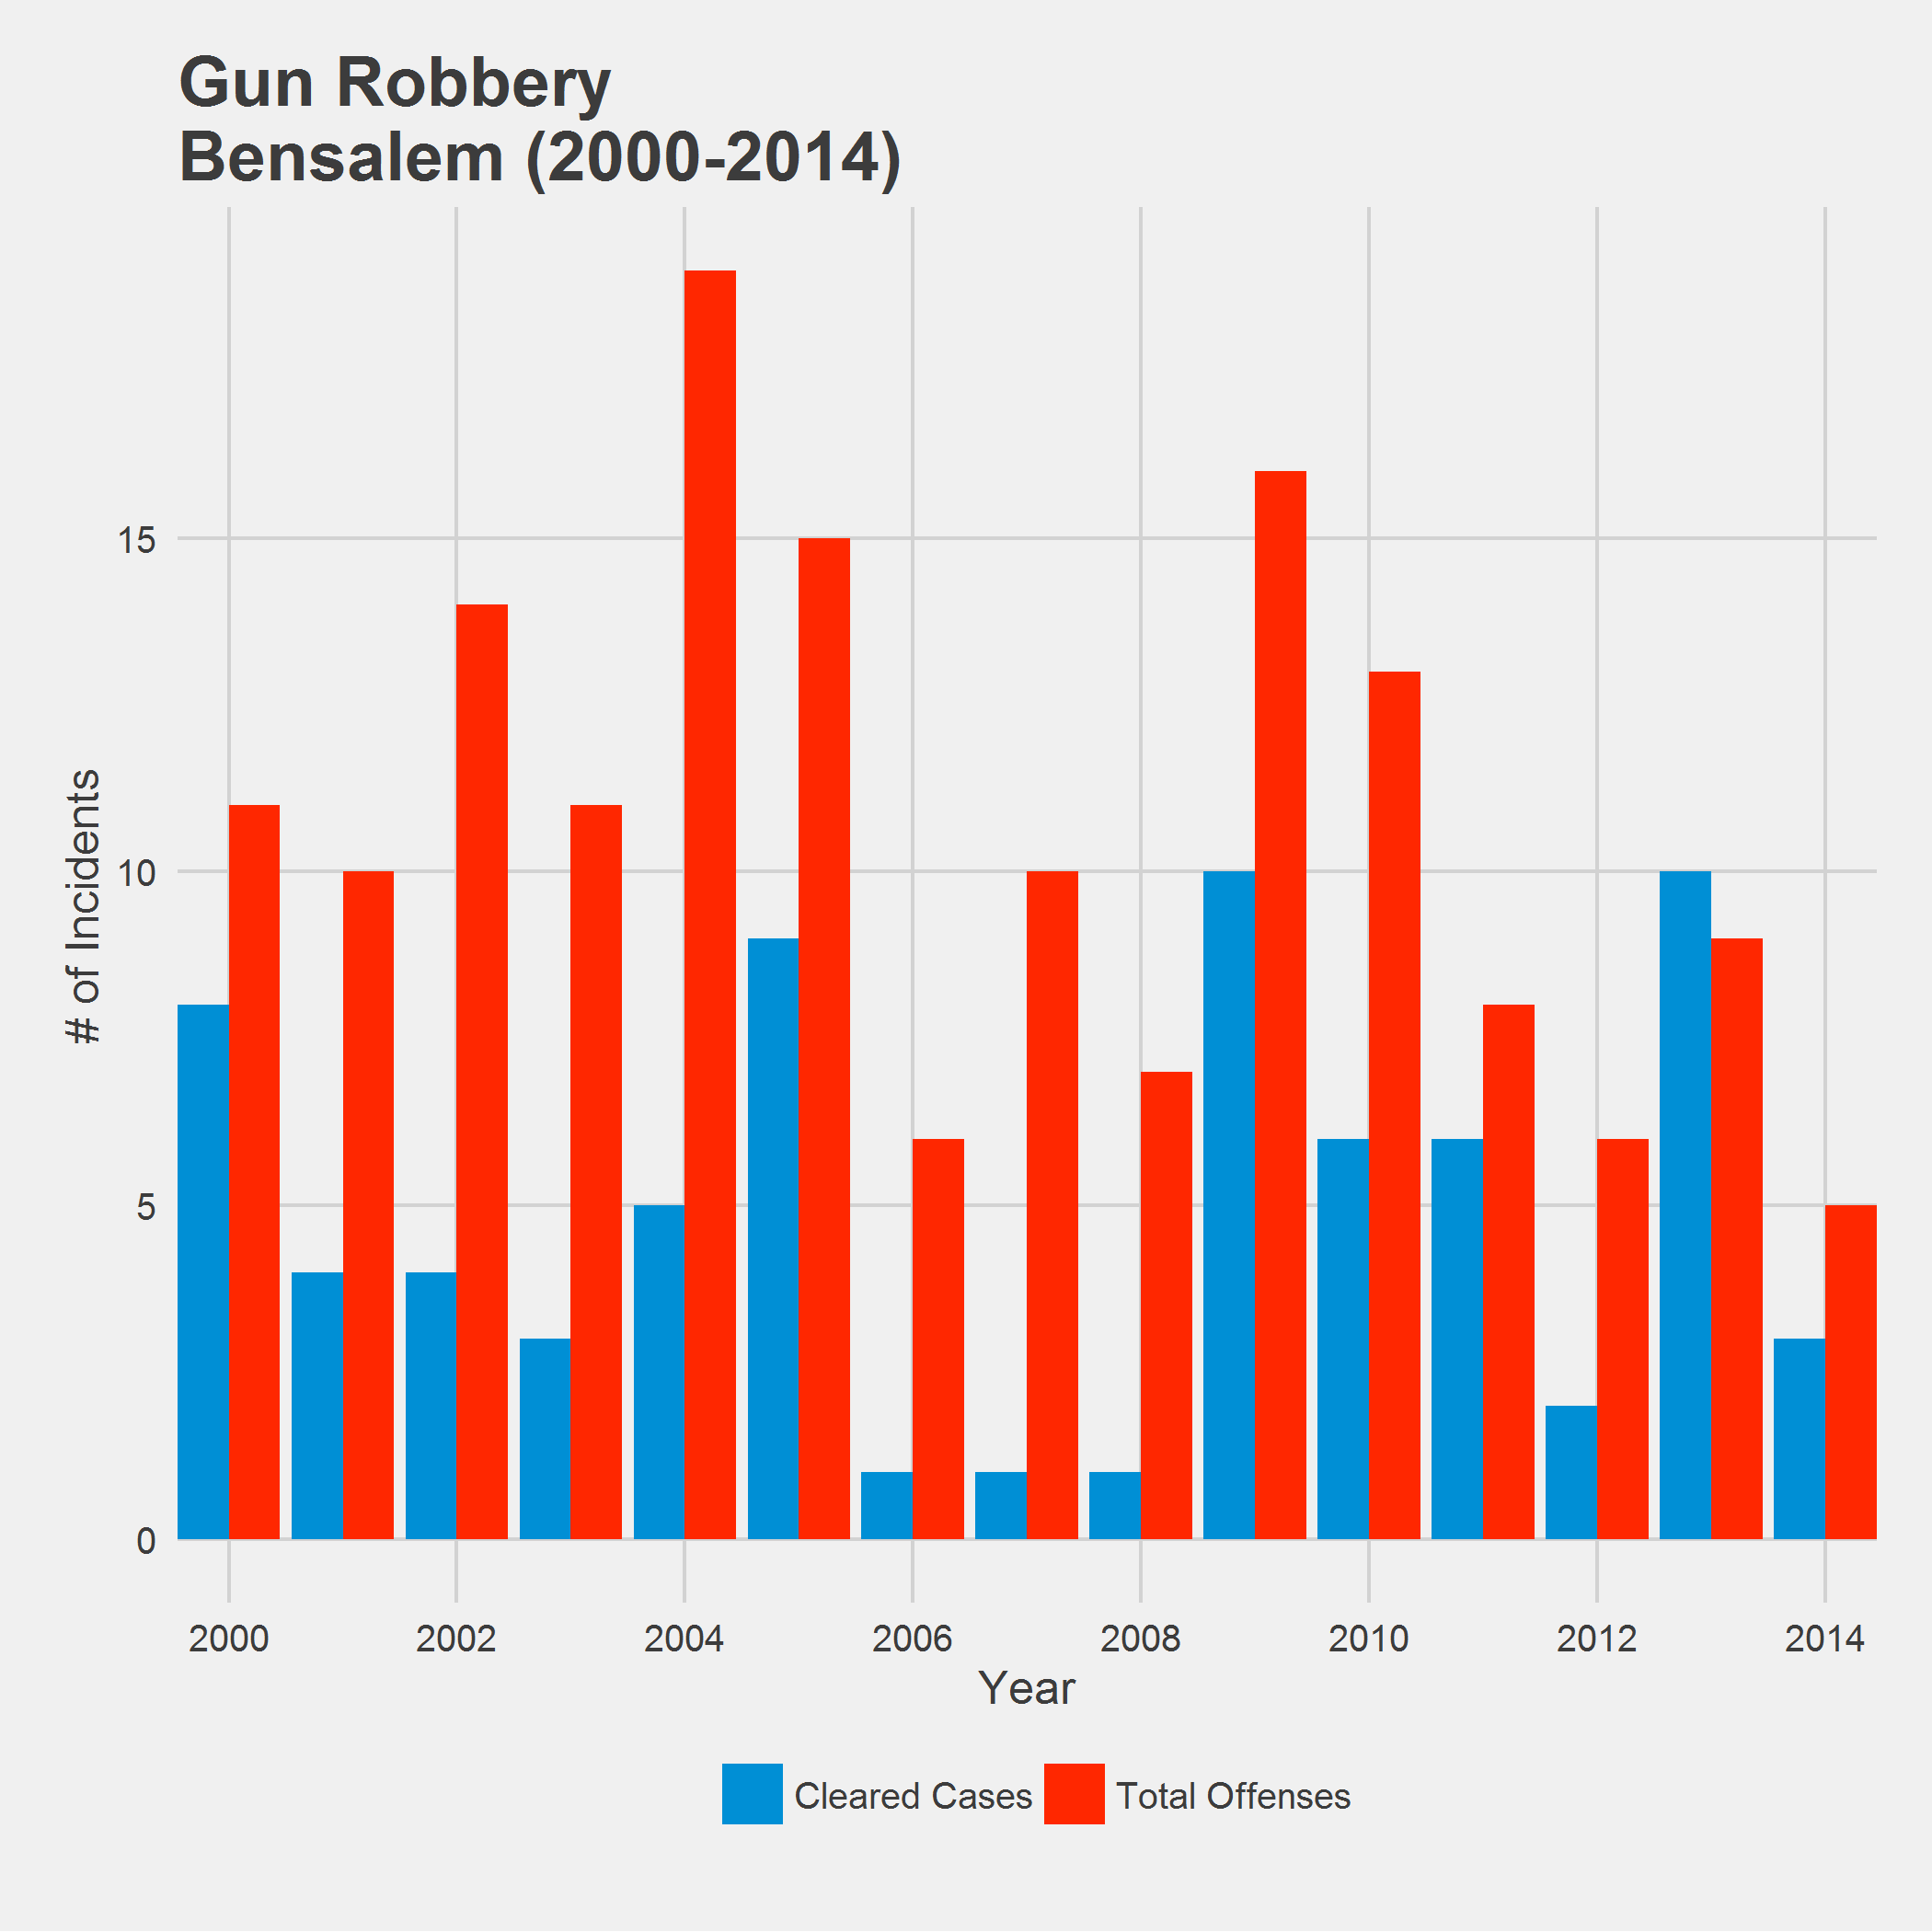 Gun Robbery
Bensalem (2000-2014)
# of Incidents
15
10
5
0
2000 2002 2004 2006 2008 2010 2012 2014
Year
Cleared Cases Total Offenses